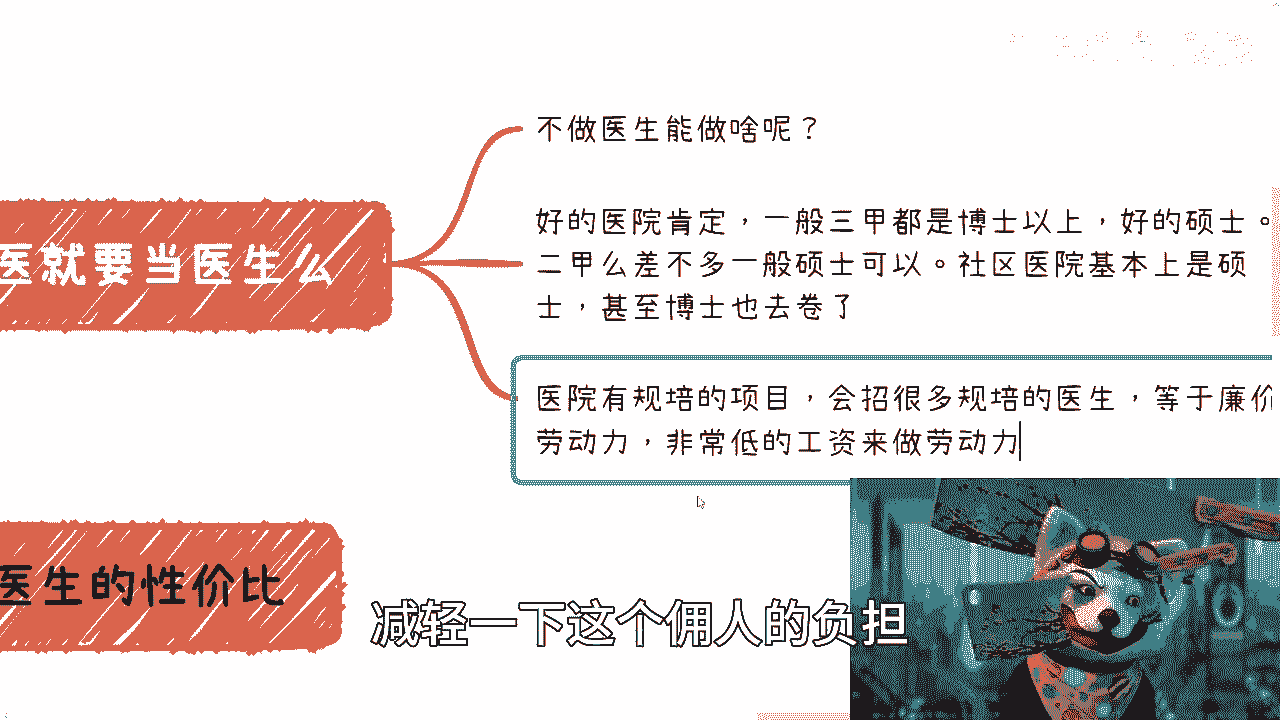 不做医生能做啥呢？
好的医院肯定，一般三甲都是博士以上，好的硕士。
医就要当医生么
二甲么差不多一般硕士可以。社区医院基本上是硕
士，甚至博士也去卷了
医院有规培的项目，会招很多规培的医生，等于廉价
劳动力，非常低的工资来做劳动力
医生的性价比
减轻一下这个佣人的负担